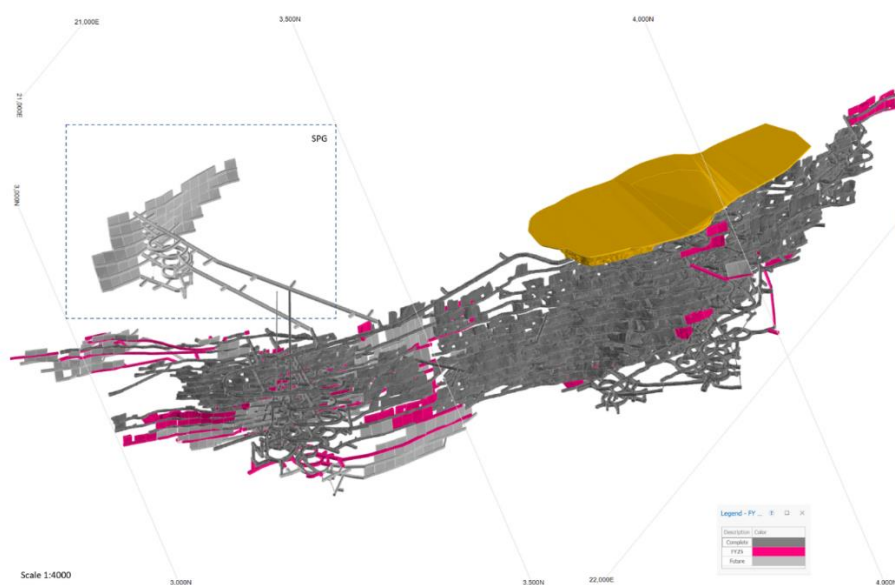 21,000E
3,500N
4,000N
21,000E
SPG
3,000N
Legend - FY ...
Description Color
Complete
FY25
Future
Scale 1:4000
3,000N
3,500N
22,000E
4,000N